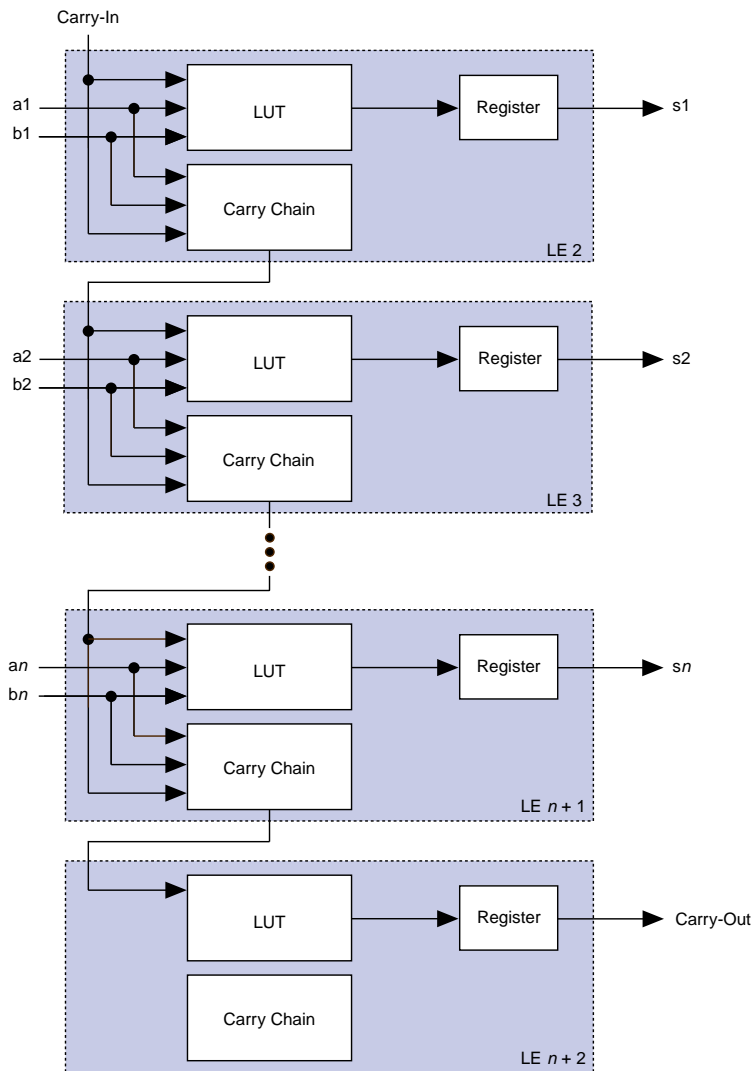 Carry-In
a1
b1
LUT
Register
s1
Carry Chain
LE 2
a2
b2
LUT
Register
s2
Carry Chain
LE 3
an
bn
LUT
Register
sn
Carry Chain
LE n + 1
LUT
Register
Carry-Out
Carry Chain
LE n + 2